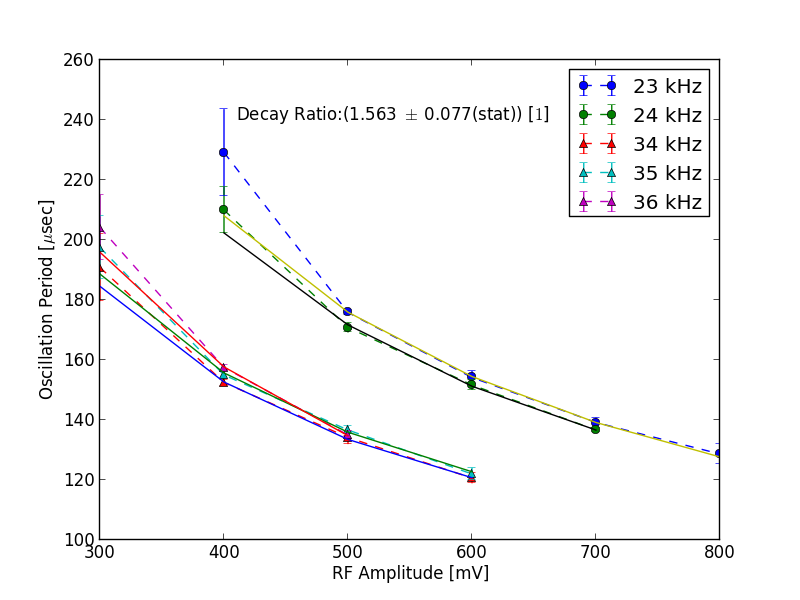 260
240
220
200
180
160
140
120
100
300
400
500
600
700
800
Oscillation Period [μsec]
RF Amplitude [mV]
Decay Ratio:(1.563 ± 0.077(stat)) [1]
23 kHz
24 kHz
34 kHz
35 kHz
36 kHz